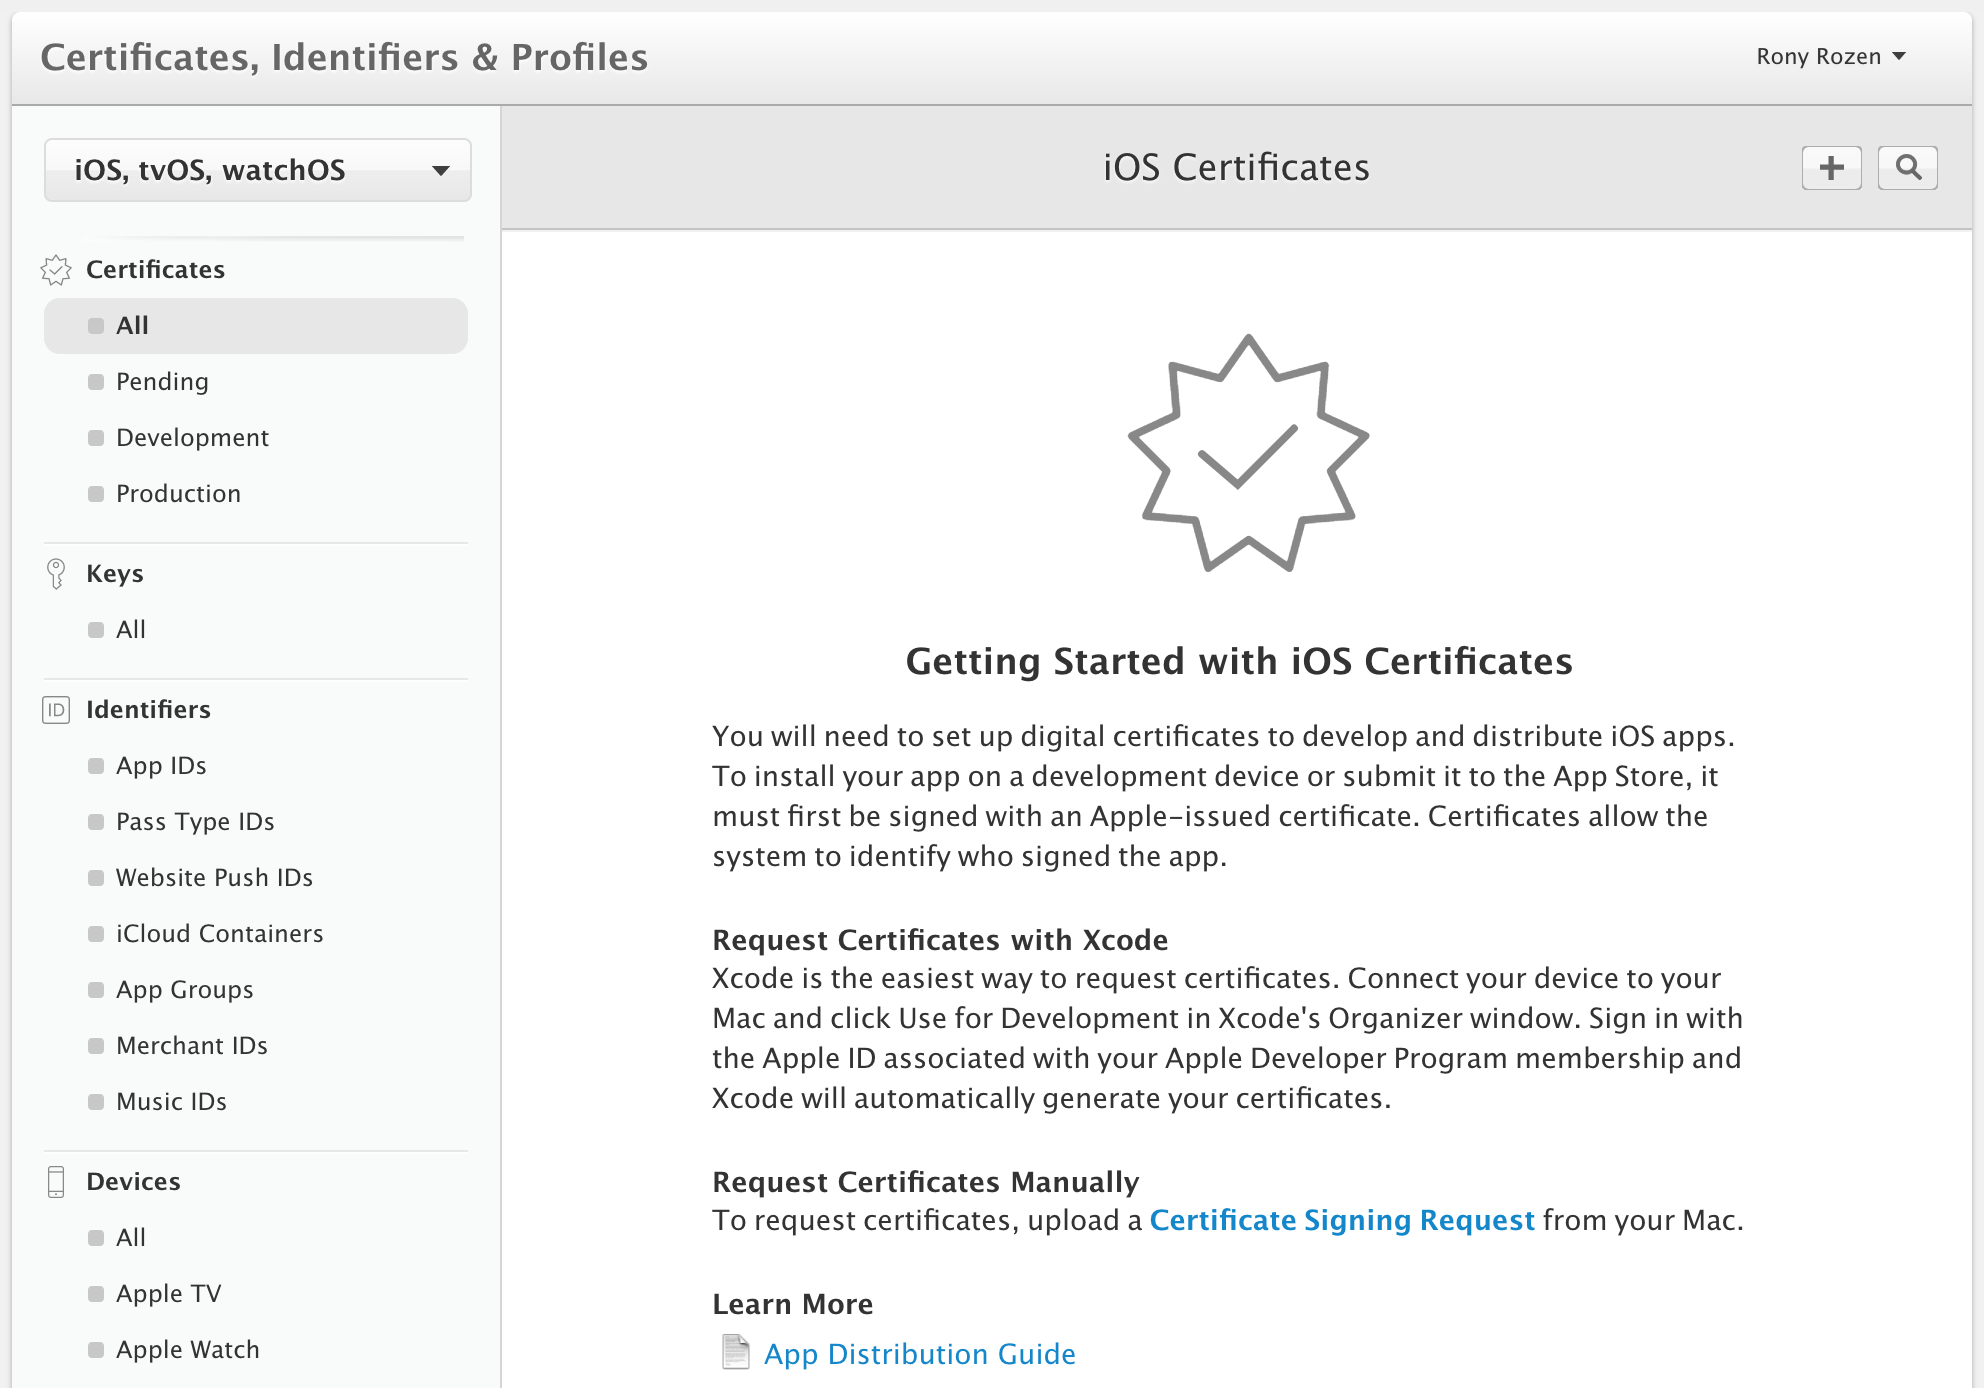 Certificates, Identifiers & Profiles
Rony Rozen
iOS, tvOS, watchOS
Certificates
All
Pending
Development
Production
Keys
All
ID
Identifiers
App IDs
Pass Type IDs
Website Push IDs
iCloud Containers
App Groups
Merchant IDs
Music IDs
Devices
All
Apple TV
Apple Watch
iOS Certificates
Getting Started with iOS Certificates
You will need to set up digital certificates to develop and distribute iOS apps.
To install your app on a development device or submit it to the App Store, it
must first be signed with an Apple-issued certificate. Certificates allow the
system to identify who signed the app.
Request Certificates with Xcode
Xcode is the easiest way to request certificates. Connect your device to your
Mac and click Use for Development in Xcode's Organizer window. Sign in with
the Apple ID associated with your Apple Developer Program membership and
Xcode will automatically generate your certificates.
Request Certificates Manually
To request certificates, upload a Certificate Signing Request from your Mac.
Learn More
App Distribution Guide